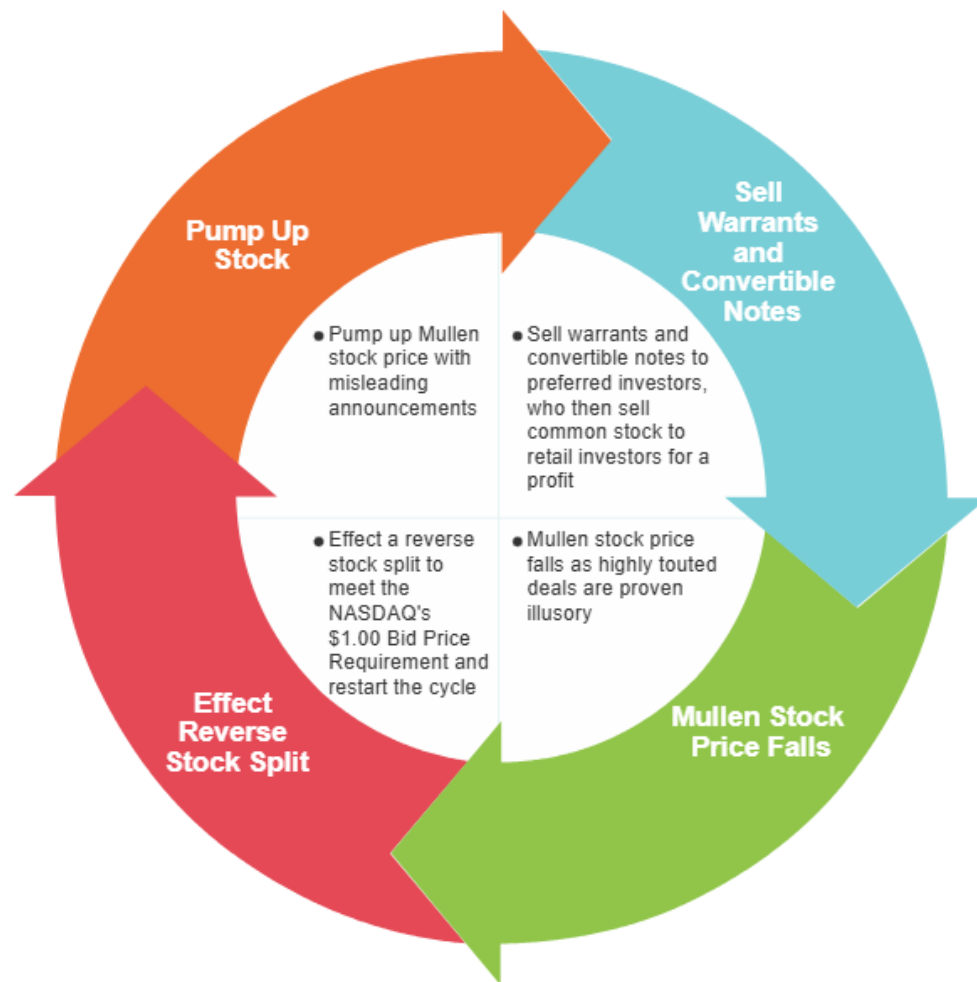 Pump Up
Stock
Sell
Warrants
and
Convertible
Notes
• Pump up Mullen
stock price with
misleading
announcements
• Sell warrants and
convertible notes to
preferred investors,
who then sell
common stock to
retail investors for a
profit
• Effect a reverse
stock split to
meet the
NASDAQ's
$1.00 Bid Price
Requirement and
restart the cycle
• Mullen stock price
falls as highly touted
deals are proven
illusory
Effect
Reverse
Stock Split
Mullen Stock
Price Falls